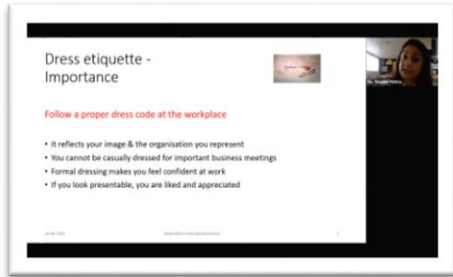 Dress etiquette -
Importance
Follow a proper dress code at the workplace
• It reflects your image & the organisation you represent
• You cannot be casually dressed for important business meetings
• Formal dressing makes you feel confident at work
• If you look presentable, you are liked and appreciated